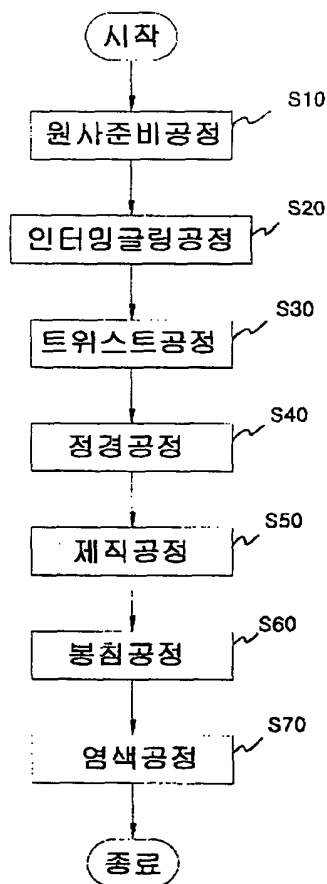 시작
S10
원사준비공정
S20
인터밍글링공정
S30
트위스트공정
S40
정경공정
S50
제직공정
S60
봉침공정
S70
염색공정
종료